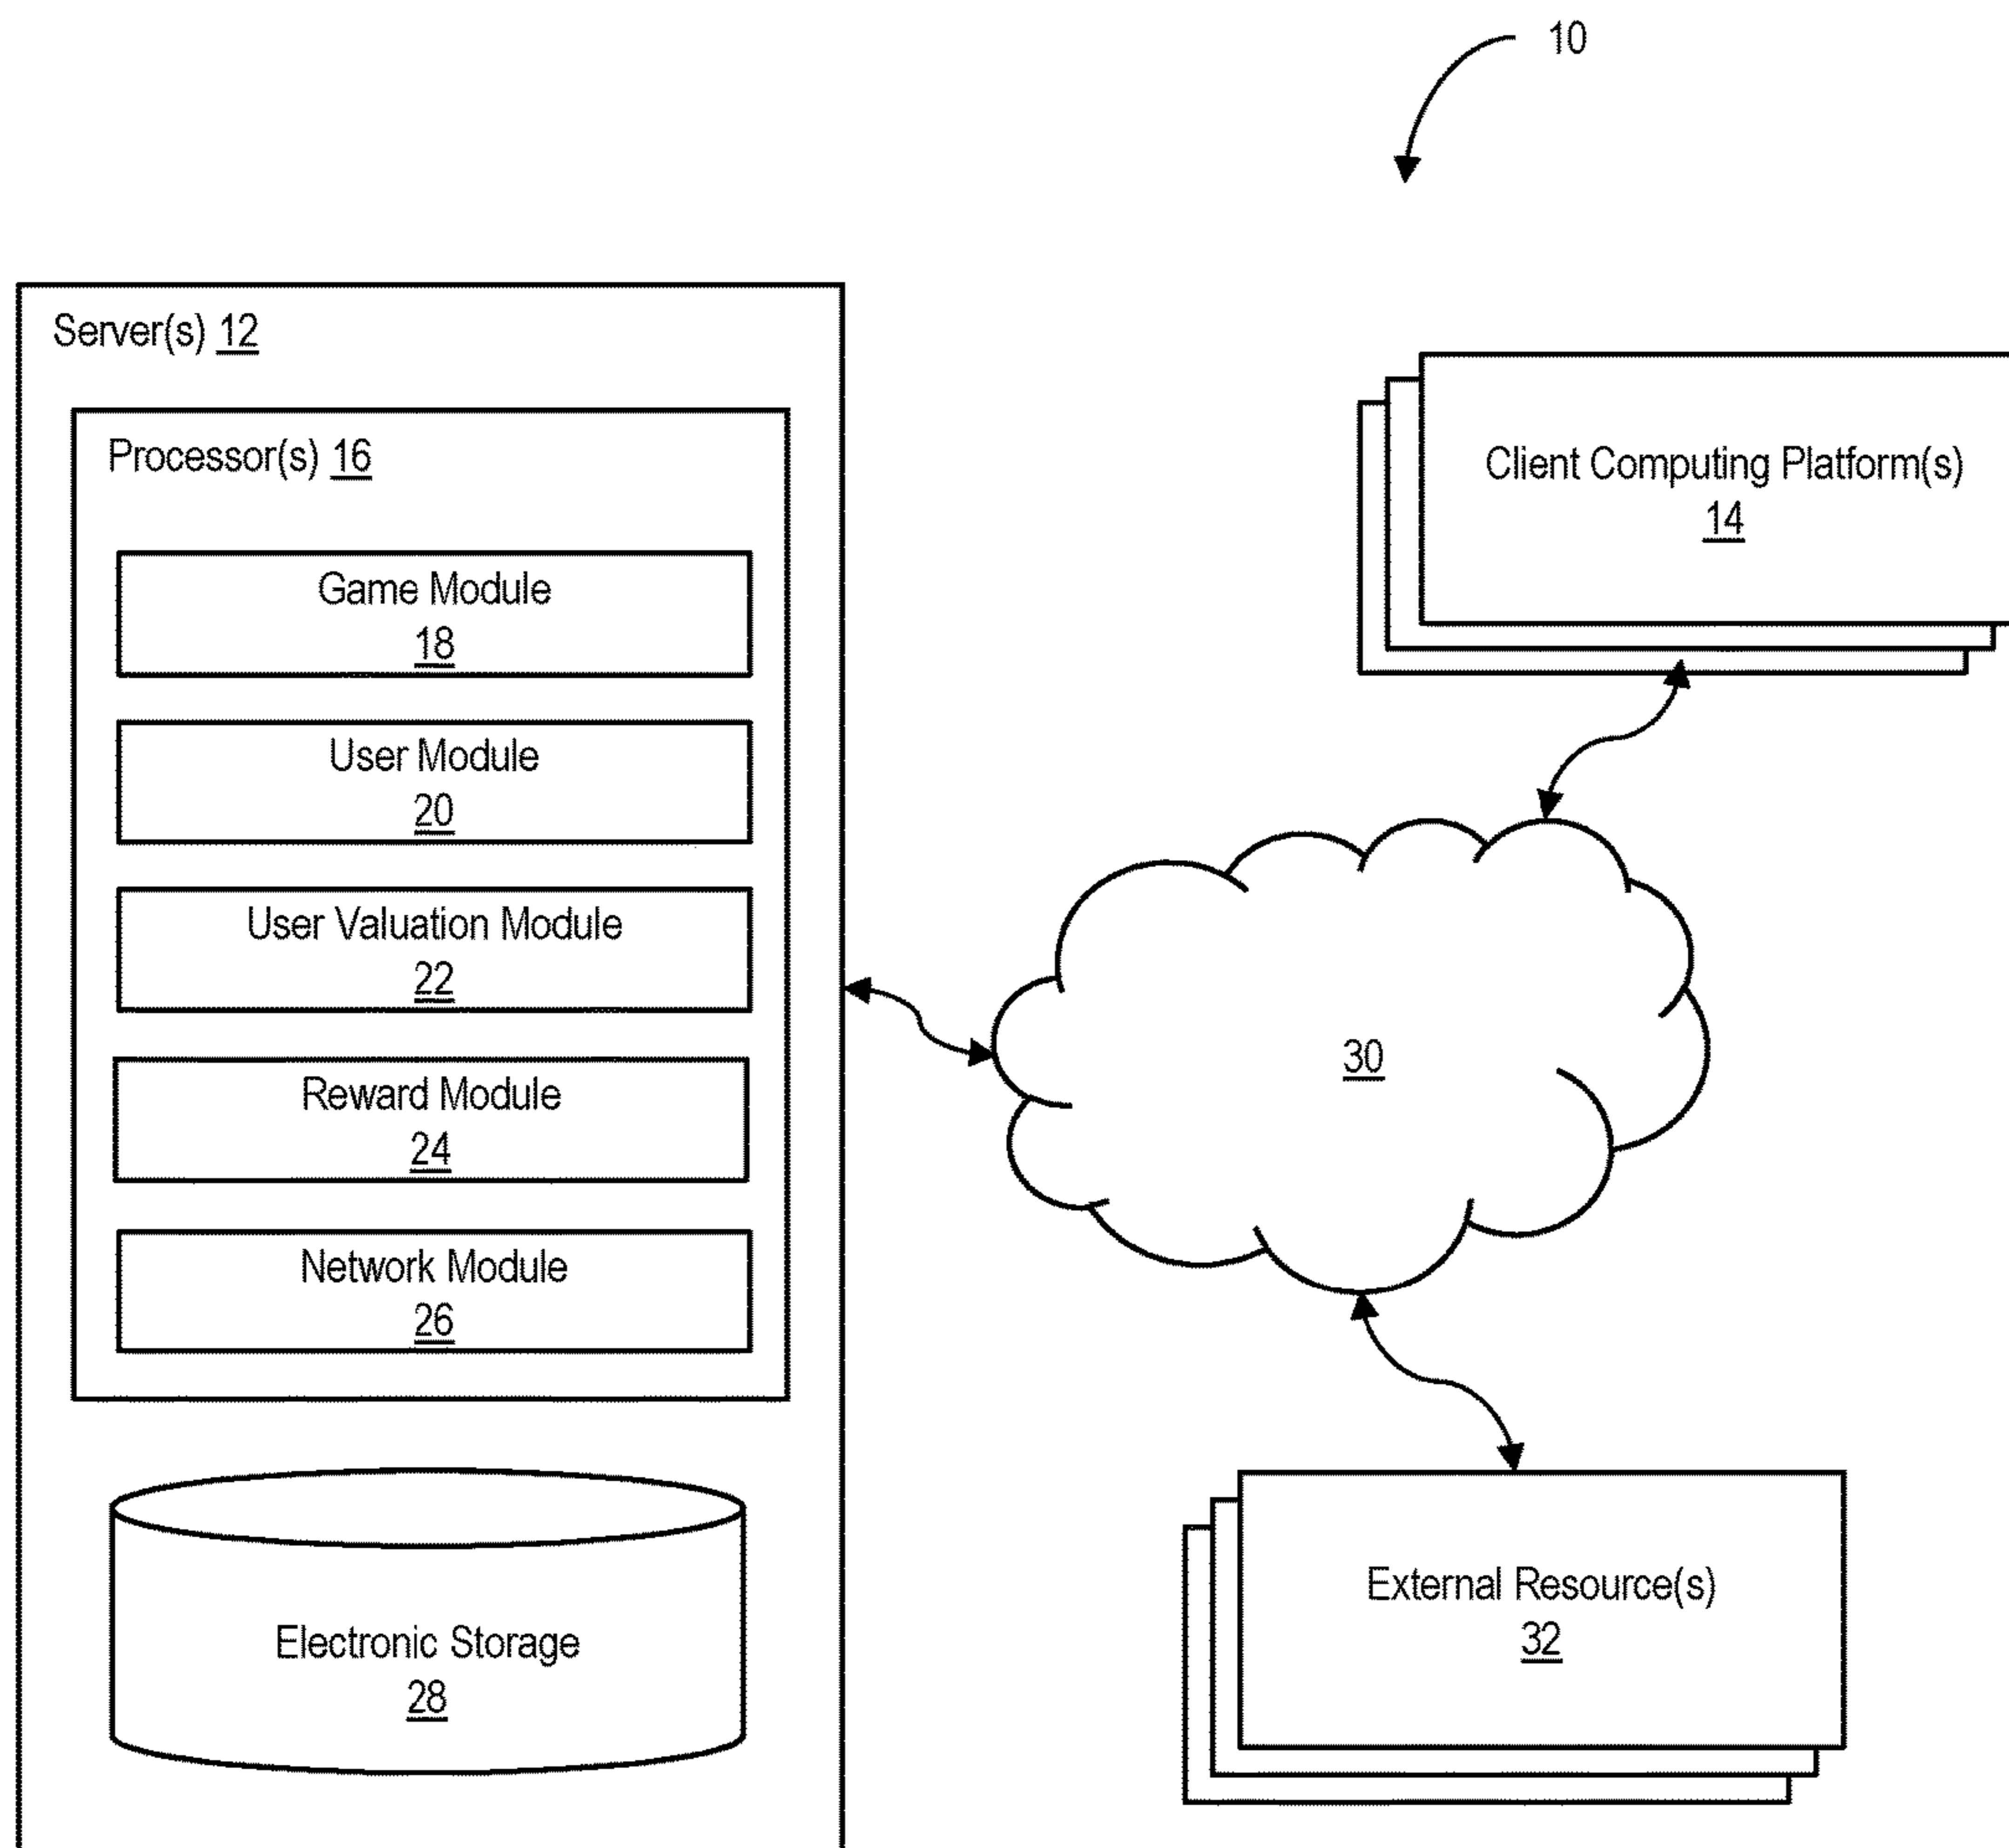 10
Server(s) 12
Processor(s) 16
Game Module
18
User Module
20
User Valuation Module
22
Reward Module
24
Network Module
26
Electronic Storage
28
Client Computing Platform(s)
14
30
External Resource(s)
32